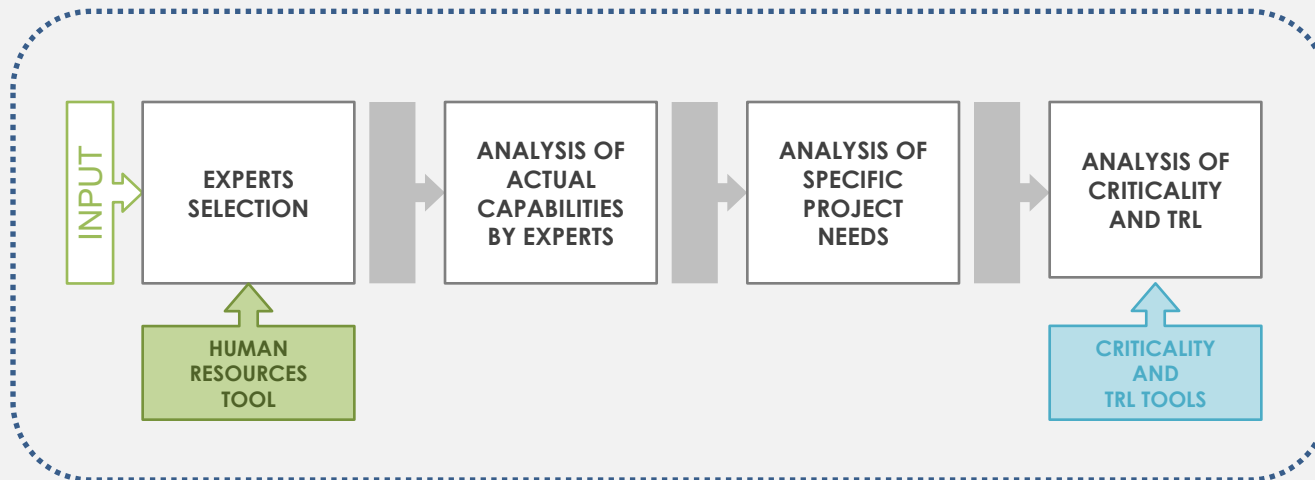 INPUT
EXPERTS
SELECTION
ANALYSIS OF
ACTUAL
CAPABILITIES
BY EXPERTS
ANALYSIS OF
SPECIFIC
PROJECT
NEEDS
ANALYSIS OF
CRITICALITY
AND TRL
HUMAN
RESOURCES
TOOL
CRITICALITY
AND
TRL TOOLS